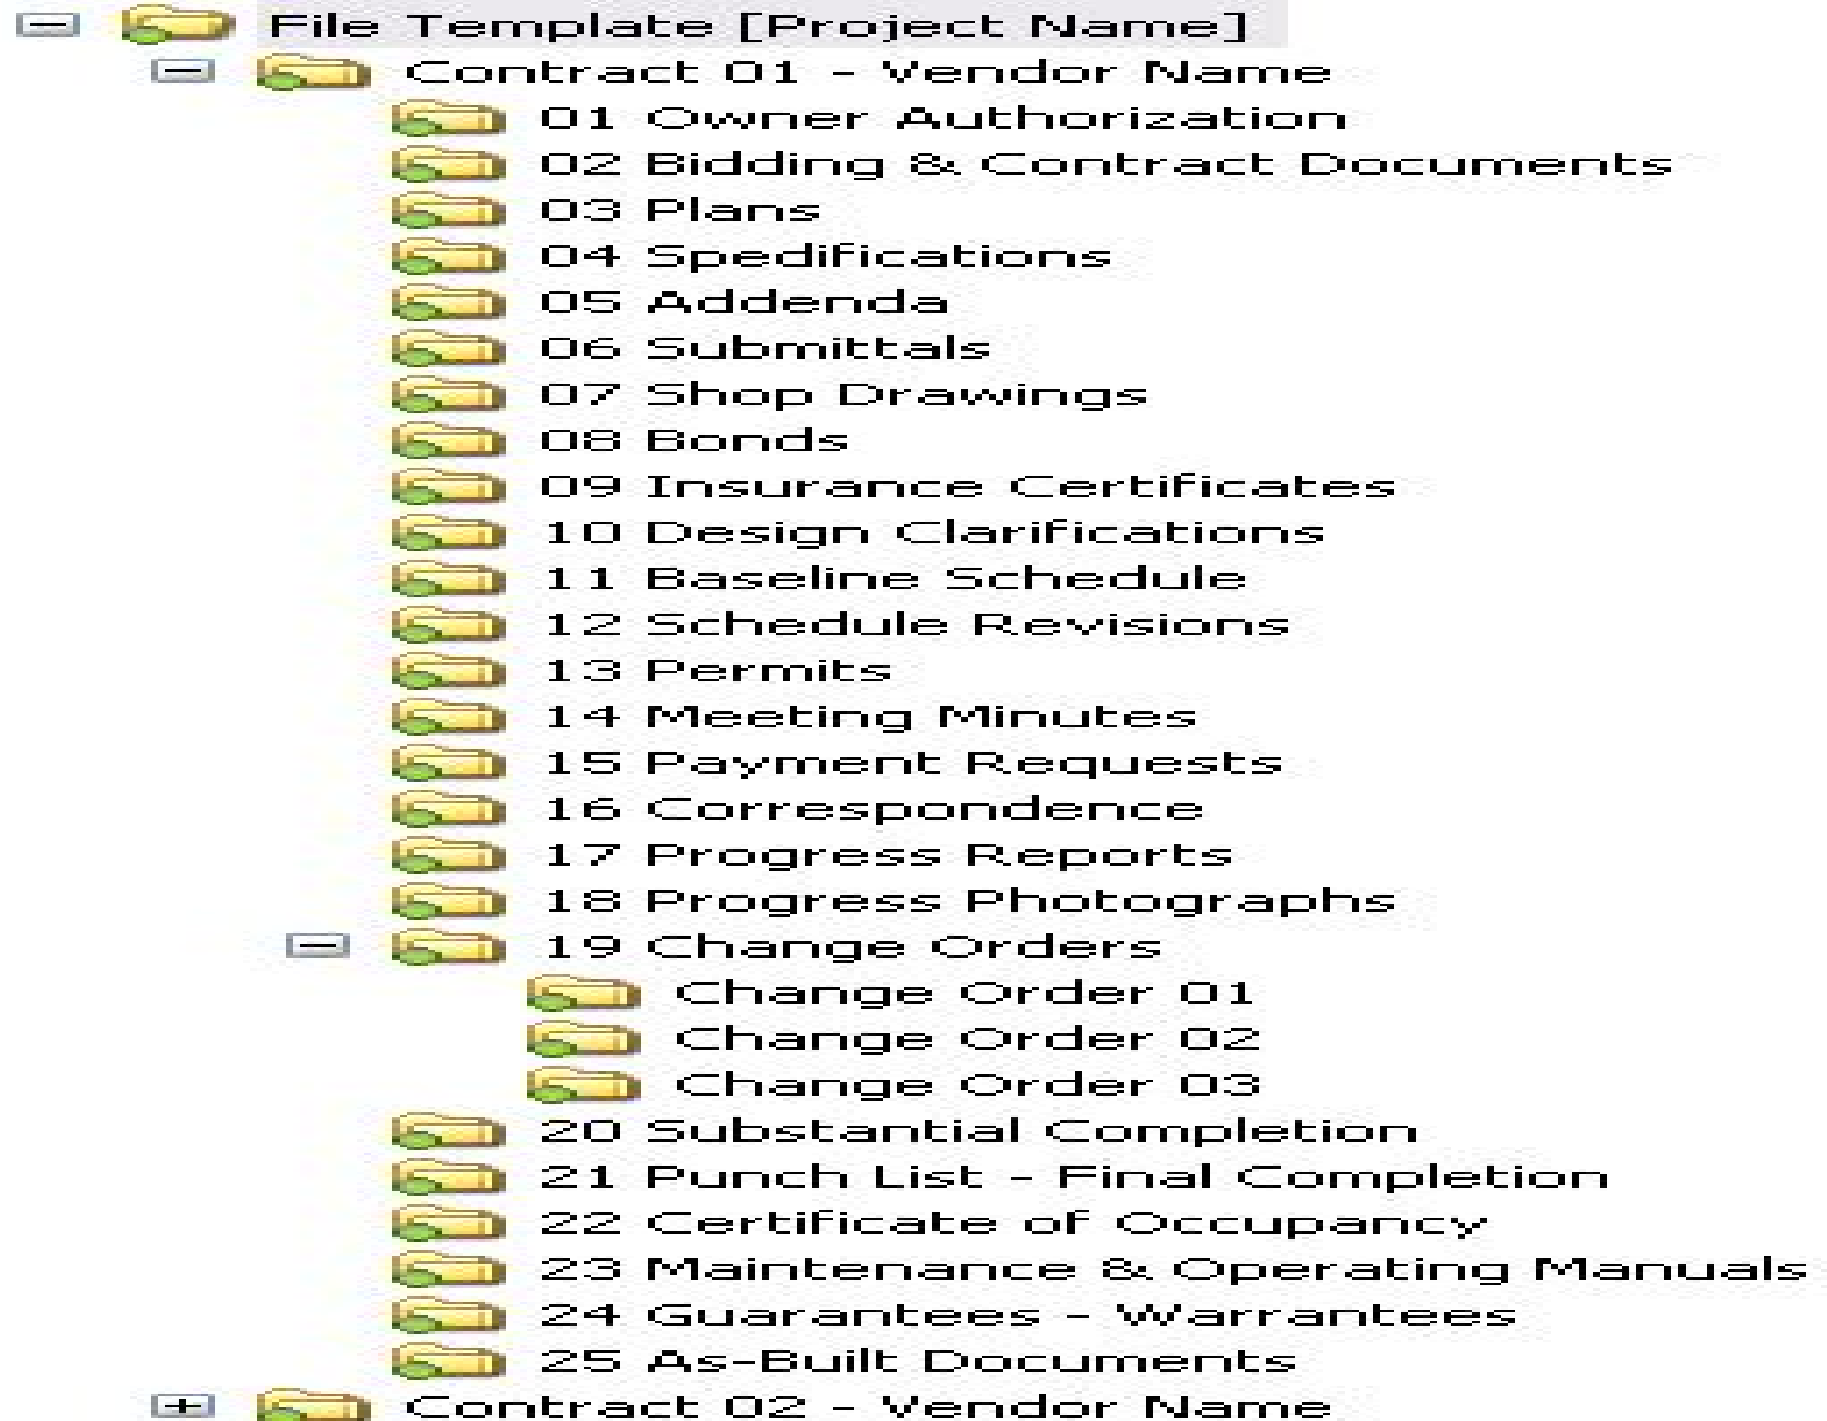 File Template [Project Name]
Contract 01 - Vendor Name
01 Owner Authorization
02 Bidding & Contract Documents
03 Plans
04 Spedifications
05 Addenda
06 Submittals
07 Shop Drawings
08 Bonds
09 Insurance Certificates
10 Design Clarifications
11 Baseline Schedule
12 Schedule Revisions
13 Permits
14 Meeting Minutes
15 Payment Requests
16 Correspondence
17 Progress Reports
18 Progress Photographs
19 Change Orders
Change Order 01
Change Order 02
Change Order 03
20 Substantial Completion
21 Punch List - Final Completion
22 Certificate of Occupancy
23 Maintenance & Operating Manuals
24 Guarantees - Warrantees
25 As-Built Documents
Contract 02 - Vendor Name